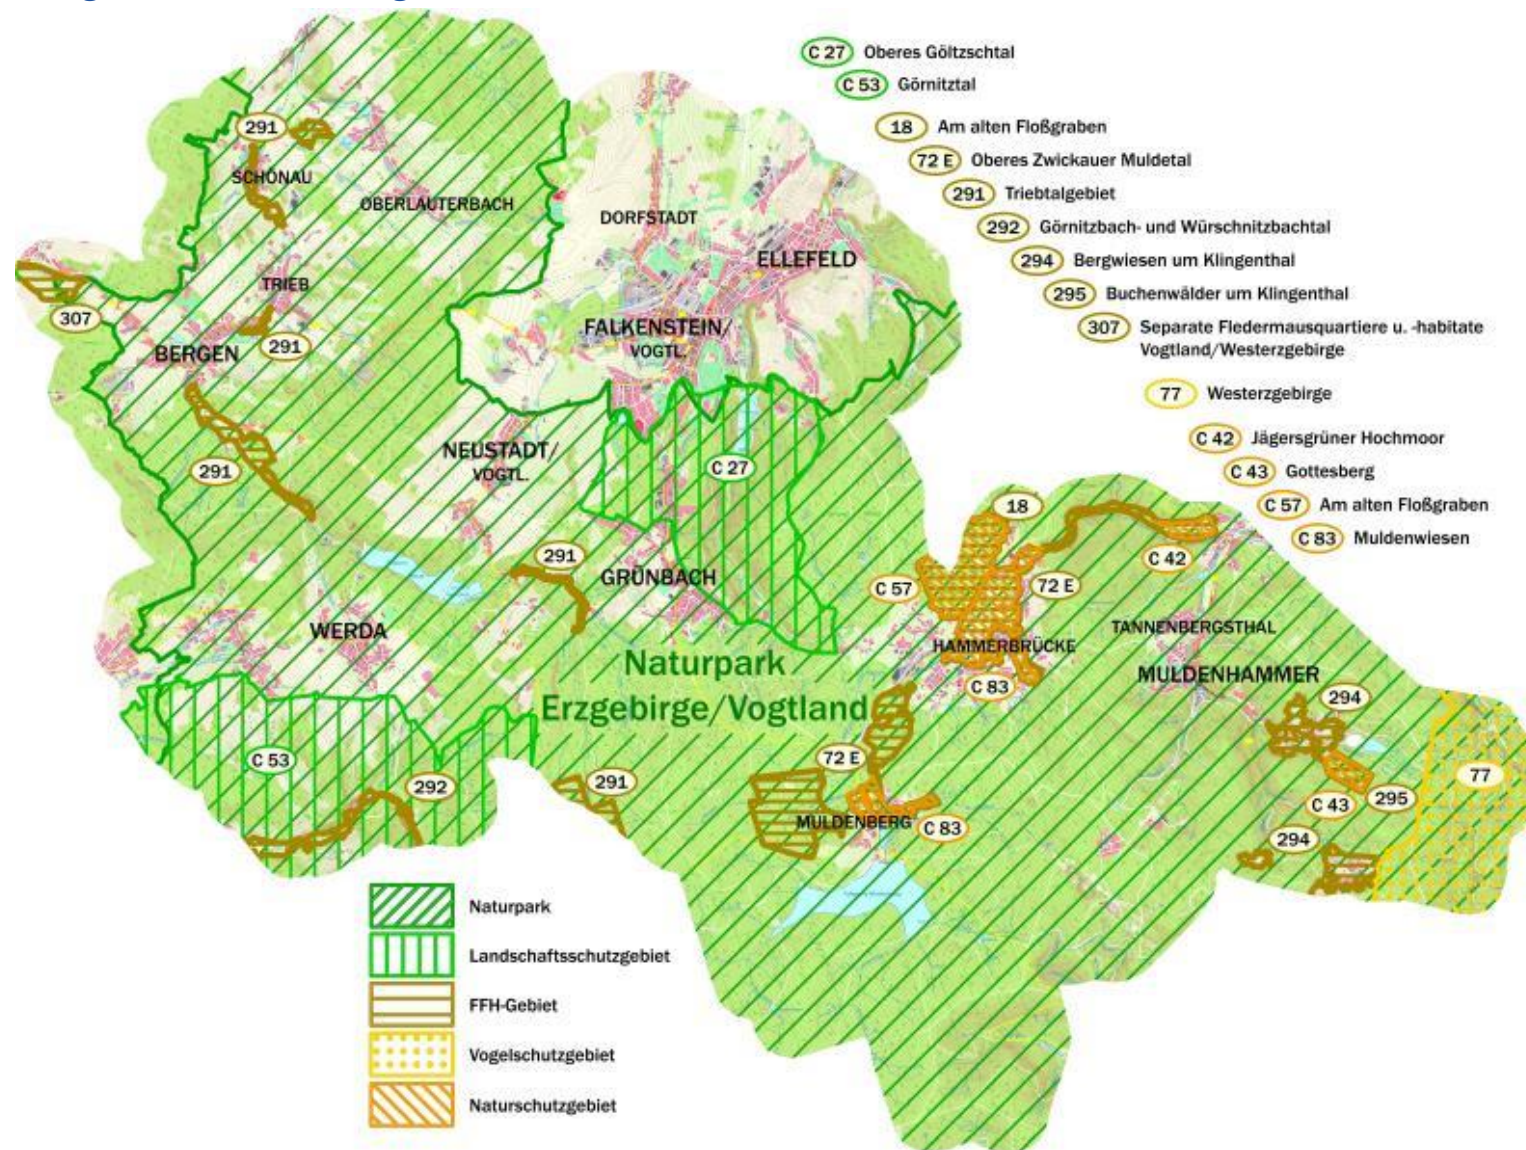 C 27 Oberes Göltzschtal
C 53 Görnitztal
18 Am alten Floßgraben
72 E Oberes Zwickauer Muldetal
291 Triebtalgebiet
292 Görnitzbach- und Würschnitzbachtal
294 Bergwiesen um Klingenthal
295 Buchenwälder um Klingenthal
307 Separate Fledermausquartiere u. -habitate
Vogtland/Westerzgebirge
77 Westerzgebirge
C 42 Jägersgrüner Hochmoor
C 43 Gottesberg
C 57 Am alten Floßgraben
C 83 Muldenwiesen
291
SCHÖNAU
OBERLAUTERBACH
DORFSTADT
ELLEFELD
TRIEB
307
291
BERGEN
FALKENSTEIN/
VOGTL.
NEUSTADT/
VOGTL.
291
C 27
18
291
GRÜNBACH
C 57
72 E
C 42
WERDA
HAMMERBRÜCKE
TANNENBERGSTHAL
Naturpark
Erzgebirge/Vogtland
C 83
MULDENHAMMER
294
C 53
292
291
72 E
77
MULDENBERG
C 83
C 43
295
294
Naturpark
Landschaftsschutzgebiet
FFH-Gebiet
Vogelschutzgebiet
Naturschutzgebiet